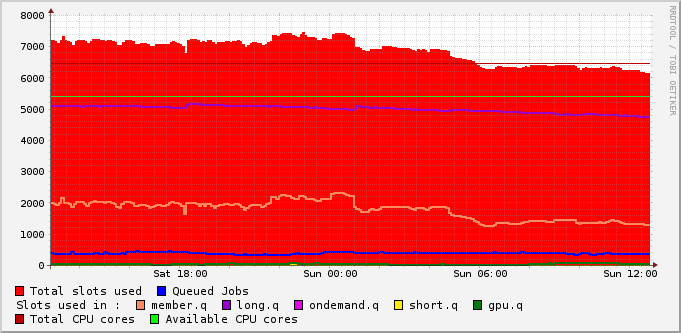 8000
7000
6000
5000
4000
3000
2000
1000
0
Sat 18:00 Sun 00:00 Sun 06:00 Sun 12:00
Total slots used Queued Jobs
Slots used in : member.q long.q ondemand.q short.q gpu.q
Total CPU cores Available CPU cores
RRDTOOL / TOBI OETIKER